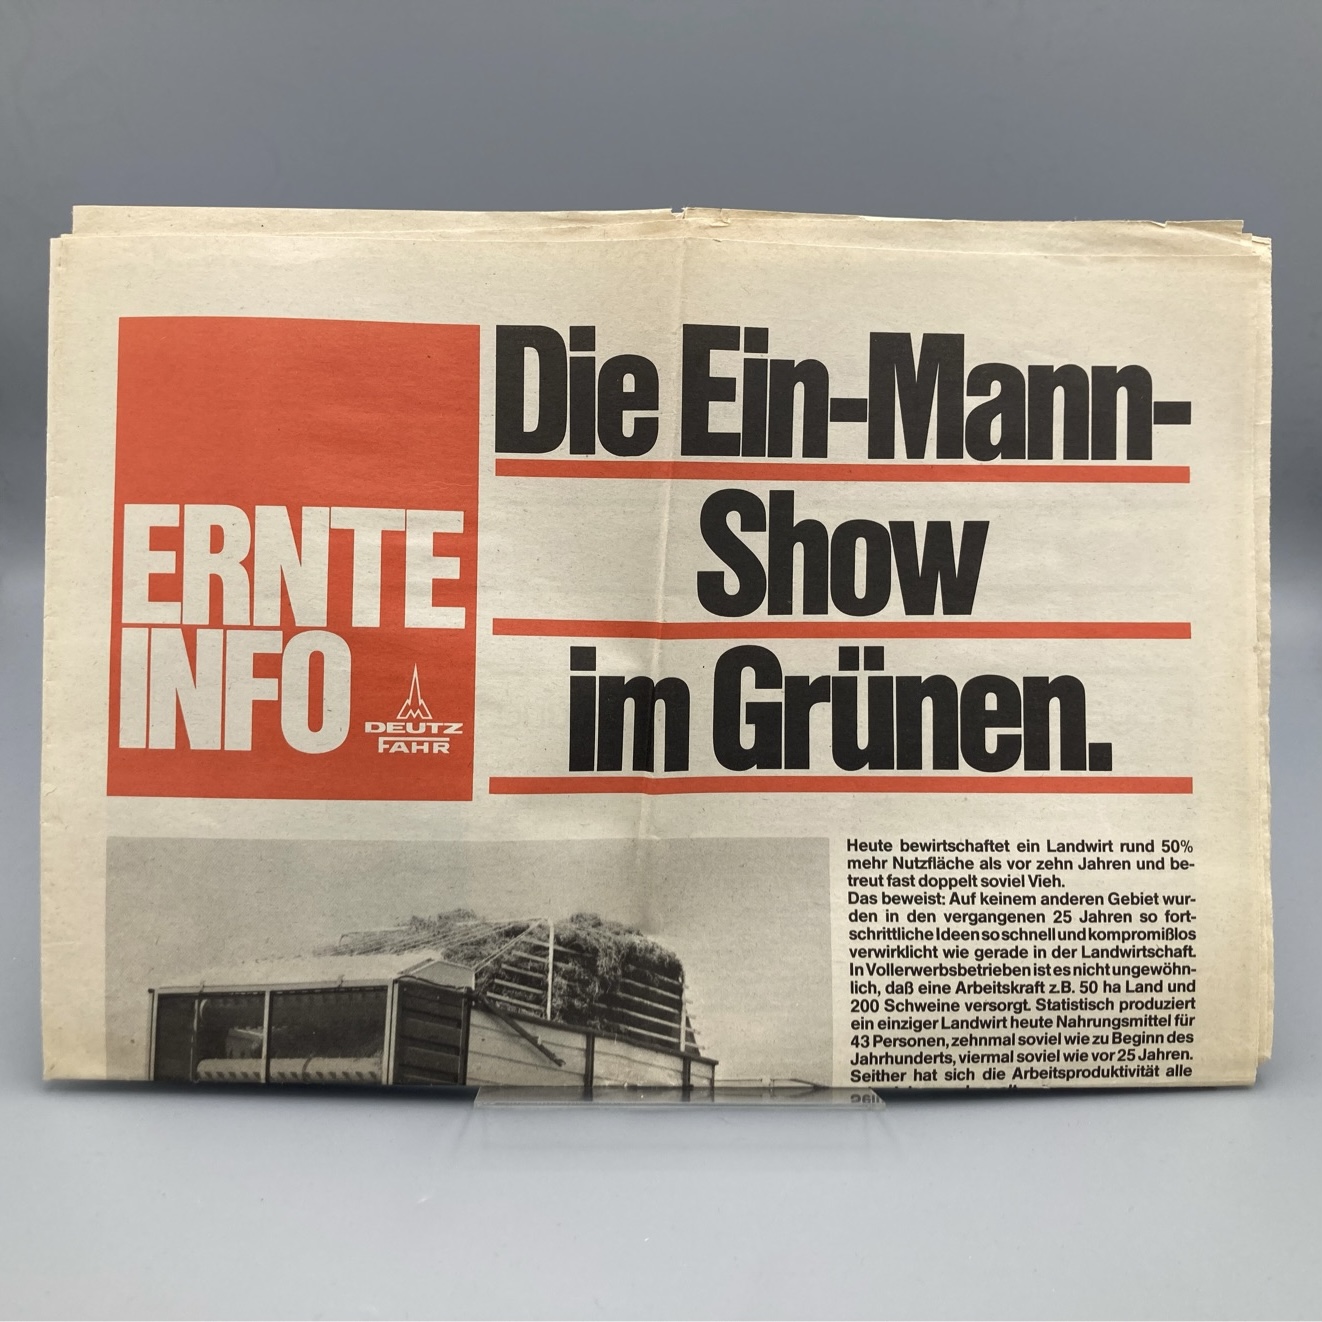 ERNTE
INFO
DEUTZ
FAHR
Die Ein-Mann-
Show
im Grünen.
Heute bewirtschaftet ein Landwirt rund 50%
mehr Nutzfläche als vor zehn Jahren und be-
treut fast doppelt soviel Vieh.
Das beweist: Auf keinem anderen Gebiet wur-
den in den vergangenen 25 Jahren so fort-
schrittliche Ideen so schnell und kompromißlos
verwirklicht wie gerade in der Landwirtschaft.
In Vollerwerbsbetrieben ist es nicht ungewöhn-
lich, daß eine Arbeitskraft z.B. 50 ha Land und
200 Schweine versorgt. Statistisch produziert
ein einziger Landwirt heute Nahrungsmittel für
43 Personen, zehnmal soviel wie zu Beginn des
Jahrhunderts, viermal soviel wie vor 25 Jahren.
Seither hat sich die Arbeitsproduktivität alle